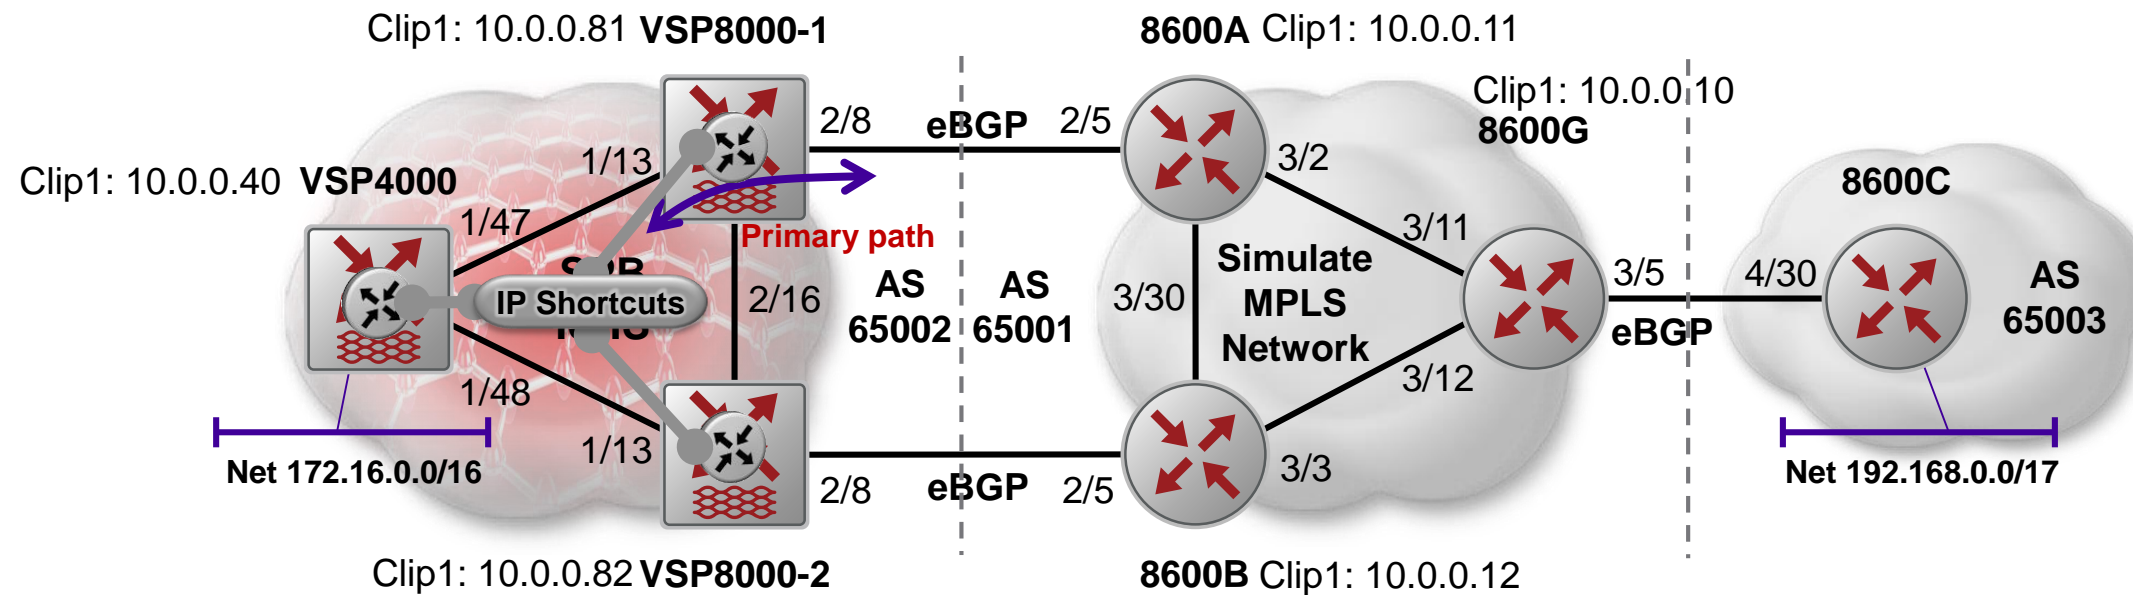 Clip1: 10.0.0.81 VSP8000-1
8600A Clip1: 10.0.0.11
Clip1: 10.0.0.10
8600G
2/8
eBGP
2/5
1/13
3/2
Clip1: 10.0.0.40 VSP4000
8600C
1/47
3/11
Primary path
IP Shortcuts
2/16
AS
65002
AS
65001
3/30
Simulate
MPLS
Network
3/5
eBGP
4/30
AS
65003
1/48
3/12
1/13
3/3
Net 172.16.0.0/16
Net 192.168.0.0/17
2/8
eBGP
2/5
Clip1: 10.0.0.82 VSP8000-2
8600B Clip1: 10.0.0.12